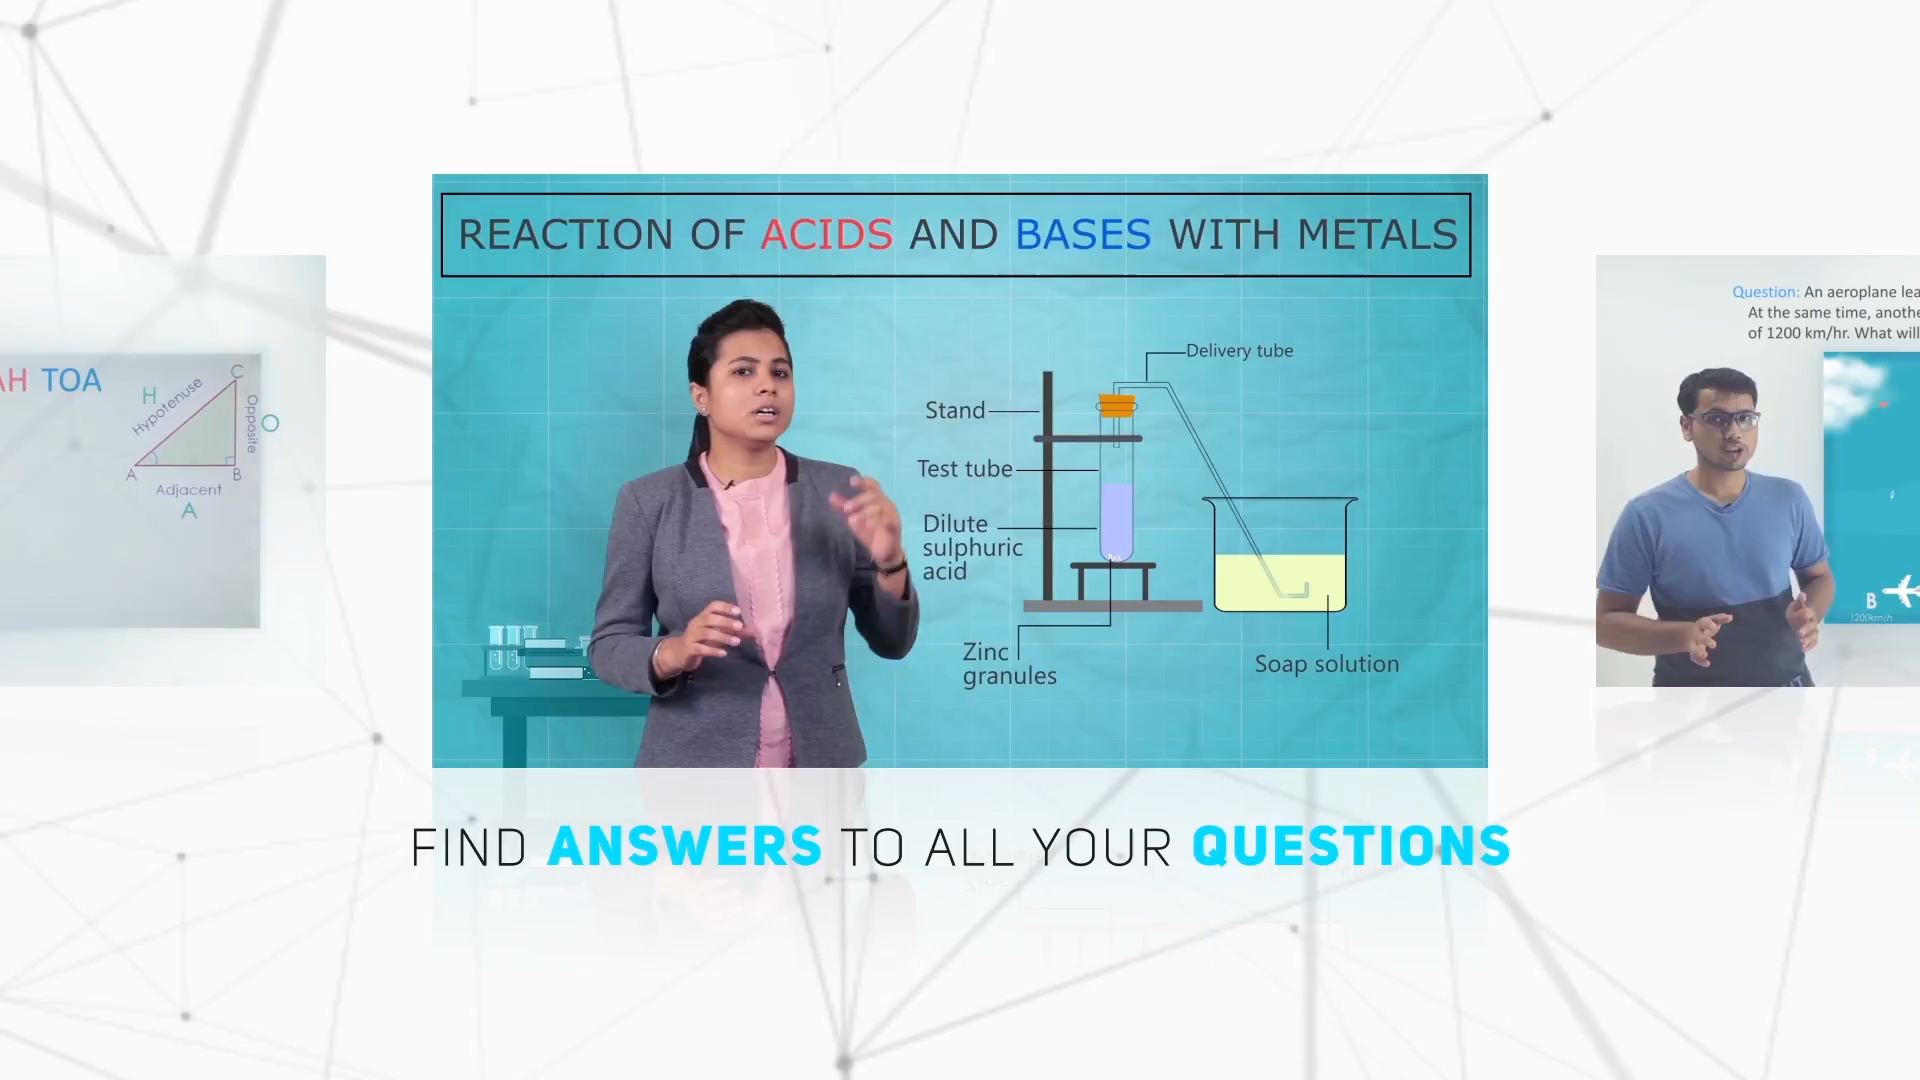 REACTION OF ACIDS AND BASES WITH METALS
AH TOA
H
Hypotenuse
C
Opposite
O
A
B
Adjacent
A
Delivery tube
Stand
Test tube
Dilute
sulphuric
acid
Zinc
granules
Soap solution
Question: An aeroplane lea
At the same time, anothe
of 1200 km/hr. What will
B
1200km/h
FIND ANSWERS TO ALL YOUR QUESTIONS